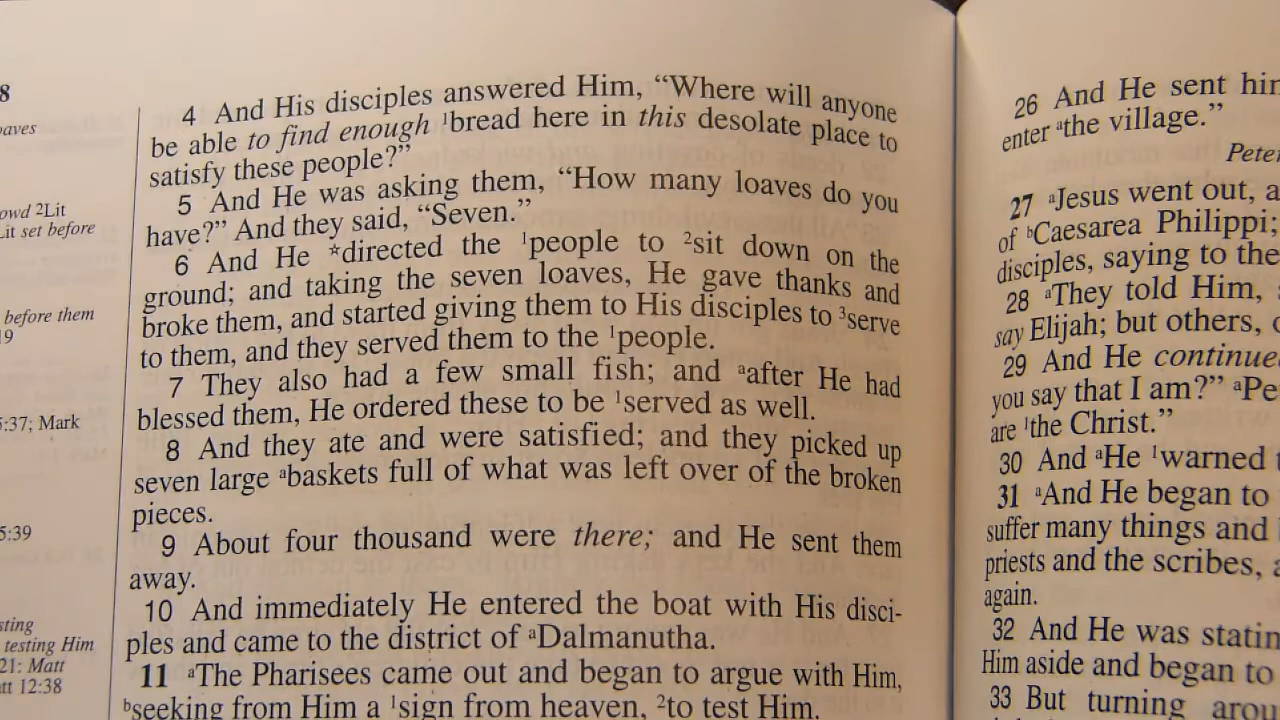 8
oaves
owd ²Lit
Lit set before
before them
19
5:37; Mark
5:39
sting
testing Him
21: Matt
tt 12:38
4 And His disciples answered Him, “Where will anyone
be able to find enough ¹bread here in this desolate place to
satisfy these people?”
5 And He was asking them, “How many loaves do you
have?” And they said, “Seven.”
6 And He *directed the ¹people to ²sit down on the
ground; and taking the seven loaves, He gave thanks and
broke them, and started giving them to His disciples to ³serve
to them, and they served them to the ¹people.
7 They also had a few small fish; and ᵃafter He had
blessed them, He ordered these to be ¹served as well.
8 And they ate and were satisfied; and they picked up
seven large ᵃbaskets full of what was left over of the broken
pieces.
9 About four thousand were there; and He sent them
away.
10 And immediately He entered the boat with His disci-
ples and came to the district of ᵃDalmanutha.
11 ᵃThe Pharisees came out and began to argue with Him,
ᵇseeking from Him a ¹sign from heaven, ²to test Him.
26 And He sent him
enter ᵃthe village.”
Peter
27 ᵃJesus went out, a
of ᵇCaesarea Philippi;
disciples, saying to the
28 ᵃThey told Him,
say Elijah; but others, o
29 And He continue
you say that I am?” ᵃPe
are ¹the Christ.”
30 And ᵃHe ¹warned t
31 ᵃAnd He began to
suffer many things and
priests and the scribes, a
again.
32 And He was statin
Him aside and began to
33 But turning arou